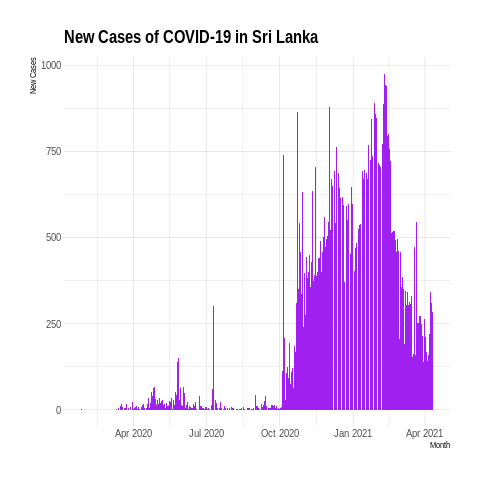 New Cases of COVID-19 in Sri Lanka
New Cases
1000
750
500
250
0
Apr 2020 Jul 2020 Oct 2020 Jan 2021 Apr 2021
Month